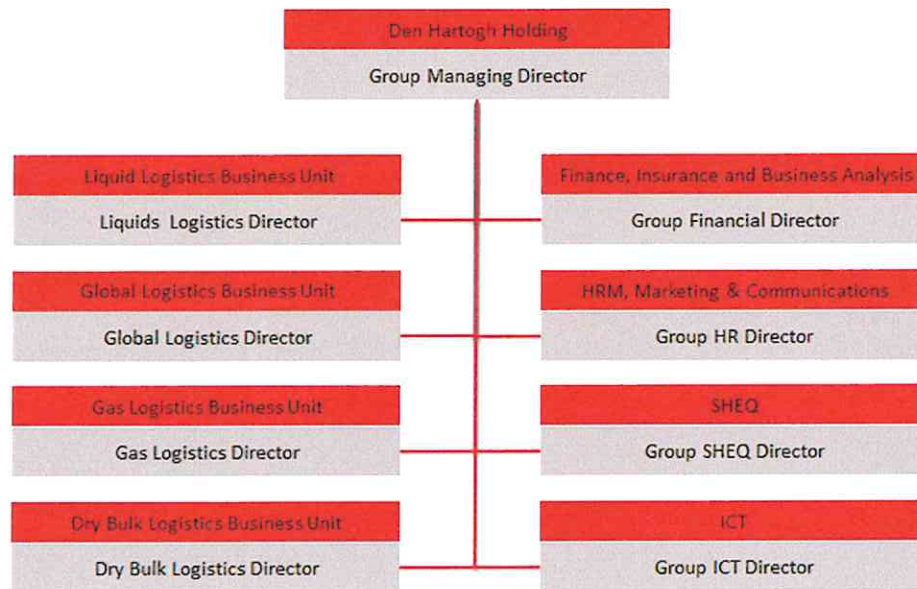 Den Hartogh Holding
Group Managing Director
Liquid Logistics Business Unit
Liquids Logistics Director
Finance, Insurance and Business Analysis
Group Financial Director
Global Logistics Business Unit
Global Logistics Director
HRM, Marketing & Communications
Group HR Director
Gas Logistics Business Unit
Gas Logistics Director
SHEQ
Group SHEQ Director
Dry Bulk Logistics Business Unit
Dry Bulk Logistics Director
ICT
Group ICT Director